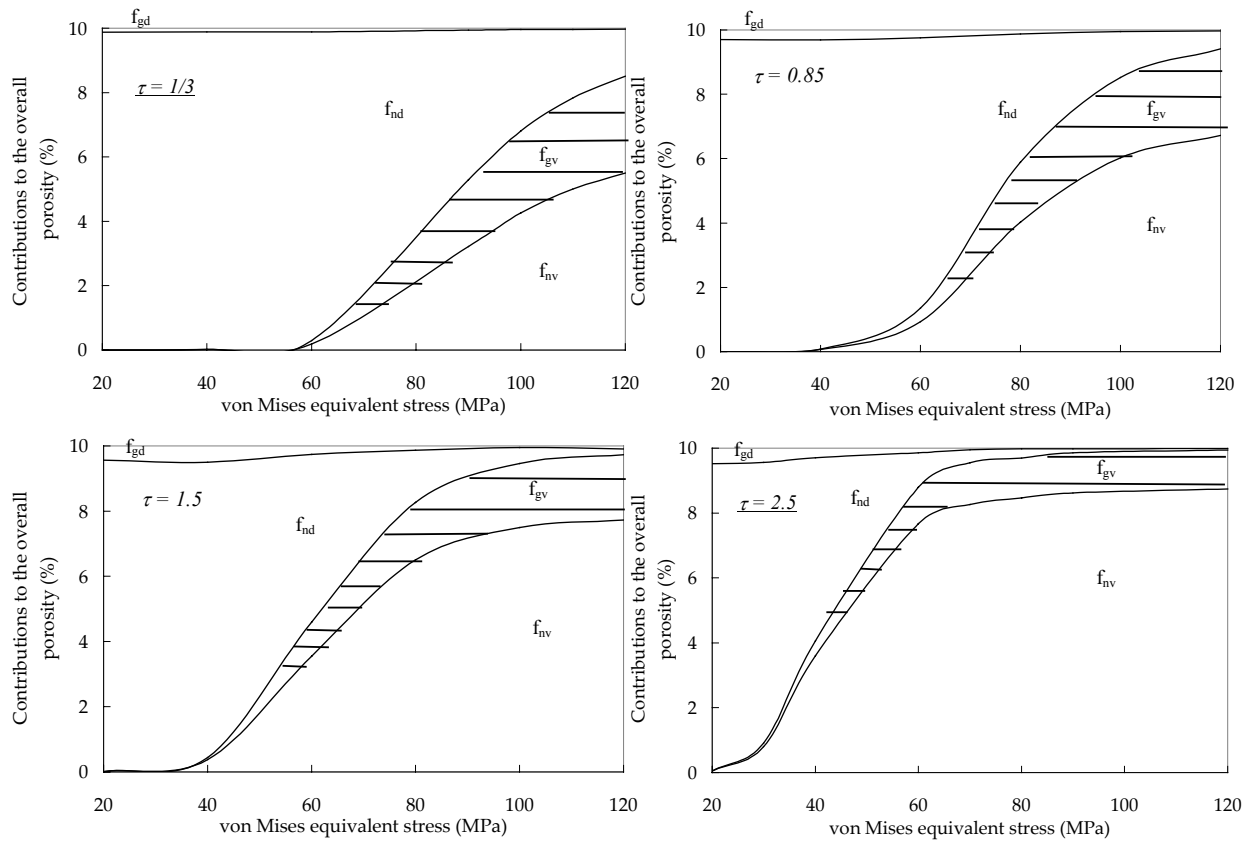 f_gd
10
8
6
4
2
0
τ = 1/3
f_nd
f_gv
f_nv
20 40 60 80 100 120
von Mises equivalent stress (MPa)
Contributions to the overall
porosity (%)
f_gd
10
8
6
4
2
0
τ = 0.85
f_nd
f_gv
f_nv
20 40 60 80 100 120
von Mises equivalent stress (MPa)
Contributions to the overall
porosity (%)
f_gd
10
8
6
4
2
0
τ = 1.5
f_nd
f_gv
f_nv
20 40 60 80 100 120
von Mises equivalent stress (MPa)
Contributions to the overall
porosity (%)
f_gd
10
8
6
4
2
0
τ = 2.5
f_nd
f_gv
f_nv
20 40 60 80 100 120
von Mises equivalent stress (MPa)
Contributions to the overall
porosity (%)